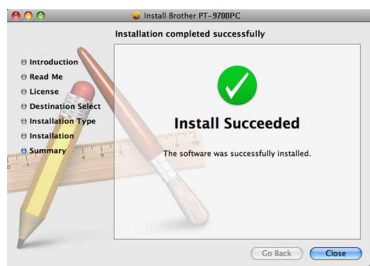 Install Brother PT-9700PC
Installation completed successfully
Introduction
Read Me
License
Destination Select
Installation Type
Installation
Summary
Install Succeeded
The software was successfully installed.
Go Back
Close